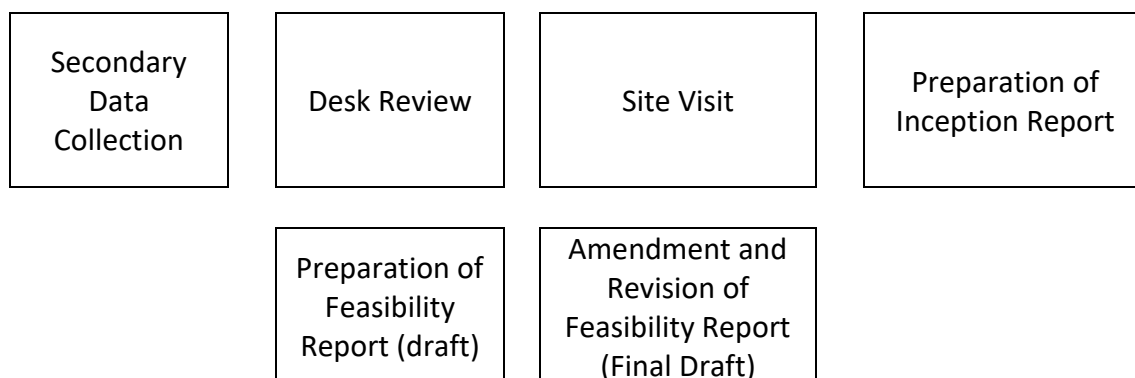 Secondary
Data
Collection
Desk Review
Site Visit
Preparation of
Inception Report
Preparation of
Feasibility
Report (draft)
Amendment and
Revision of
Feasibility Report
(Final Draft)